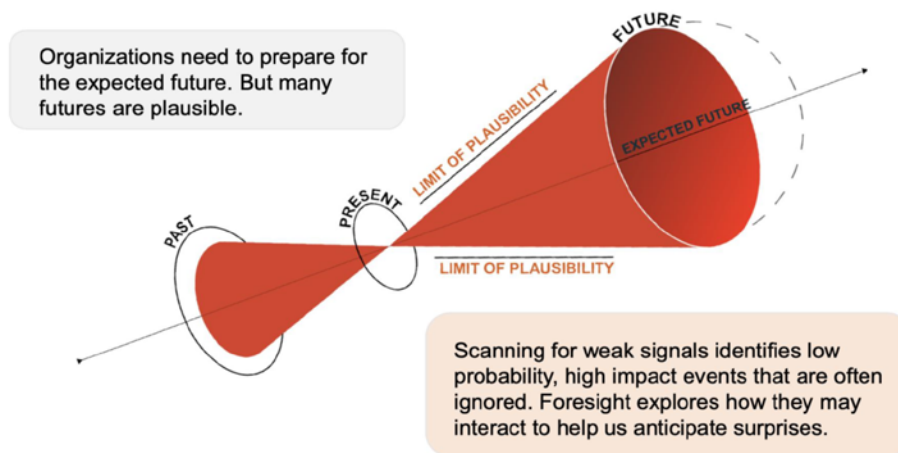 Organizations need to prepare for
the expected future. But many
futures are plausible.
FUTURE
LIMIT OF PLAUSIBILITY
EXPECTED FUTURE
PRESENT
PAST
LIMIT OF PLAUSIBILITY
Scanning for weak signals identifies low
probability, high impact events that are often
ignored. Foresight explores how they may
interact to help us anticipate surprises.